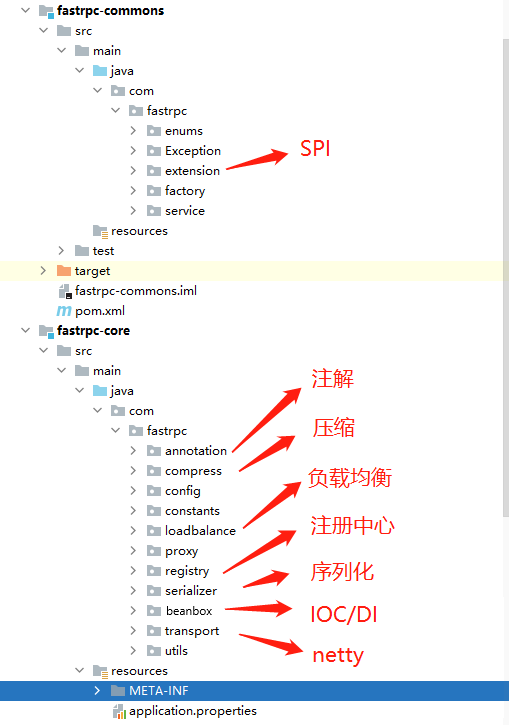 fastrpc-commons
src
main
java
com
fastrpc
enums
Exception
extension SPI
factory
service
resources
test
target
fastrpc-commons.iml
pom.xml
fastrpc-core
src
main
java
com
fastrpc
annotation 注解
compress 压缩
config
constants
loadbalance 负载均衡
proxy
registry 注册中心
serializer 序列化
beanbox IOC/DI
transport netty
utils
resources
META-INF
application.properties